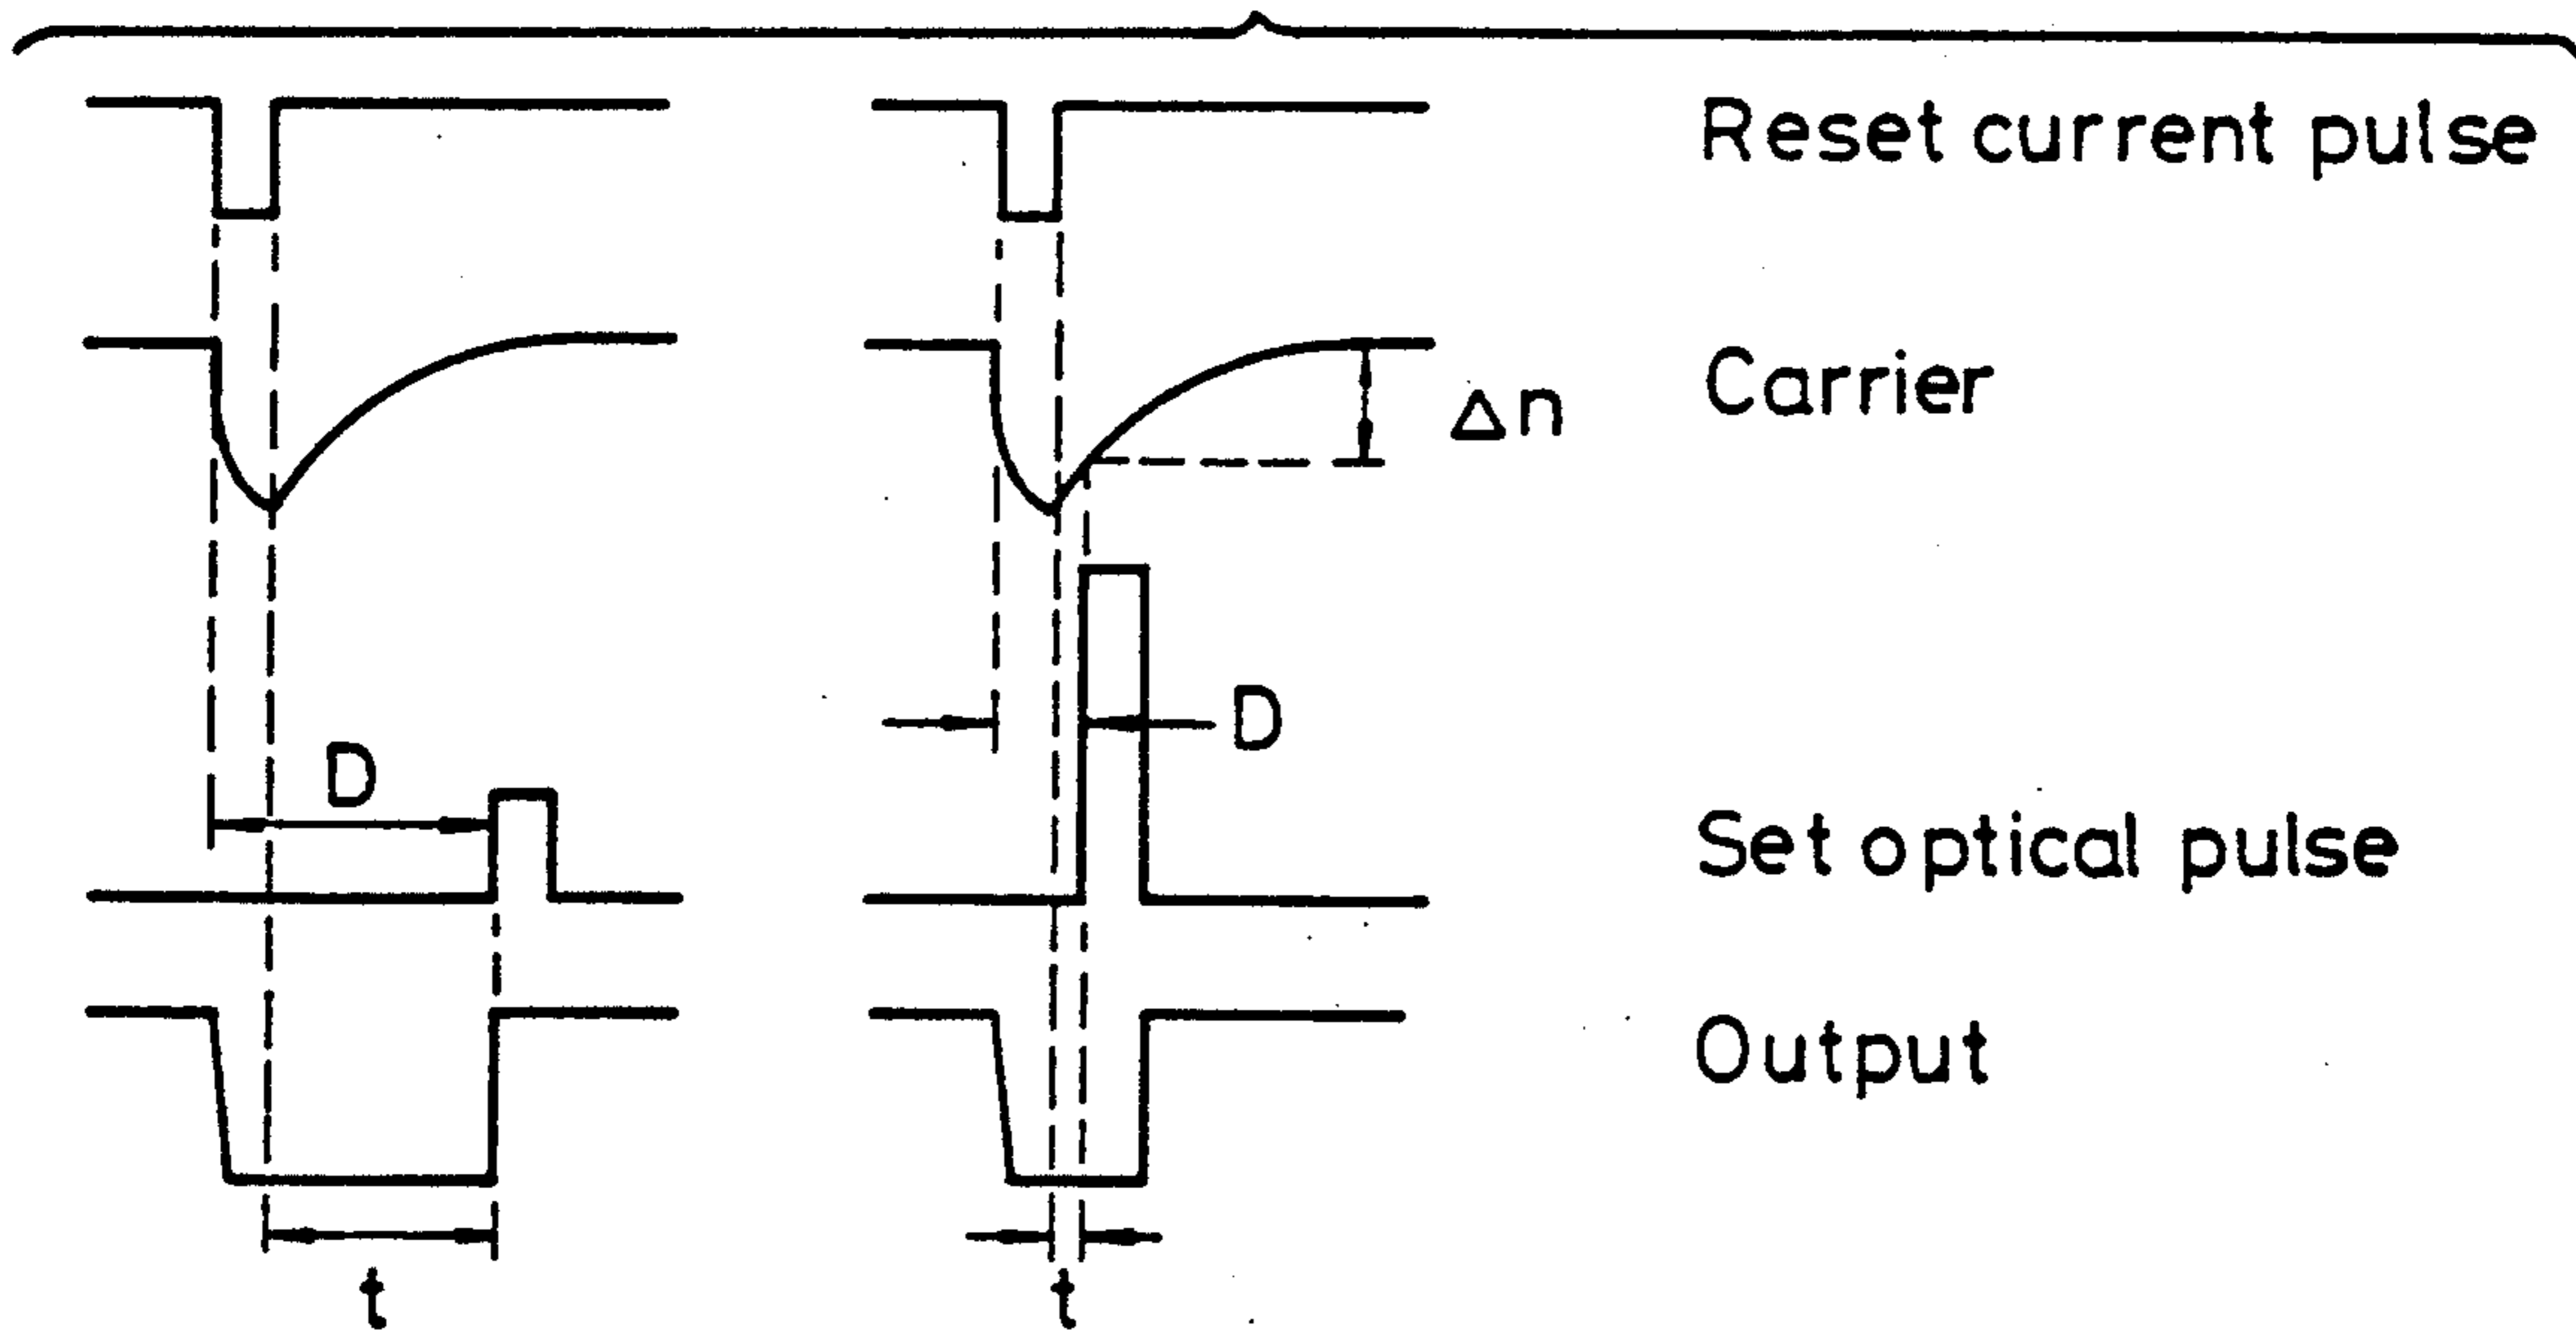 Reset current pulse
Δn
Carrier
D
D
Set optical pulse
Output
t
t